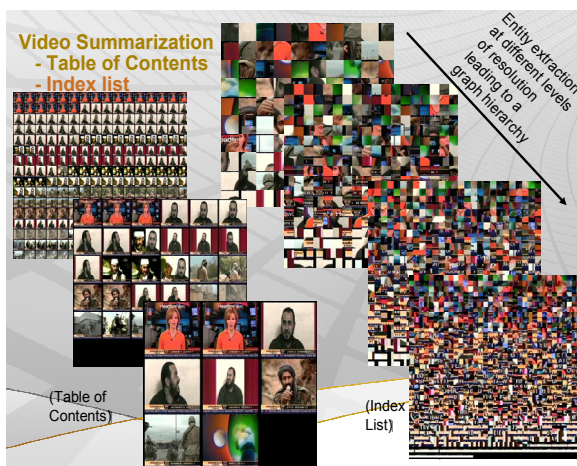 Video Summarization
- Table of Contents
- Index list
Entity extraction
at different levels
of resolution
leading to a
graph hierarchy
(Table of
Contents)
(Index
List)